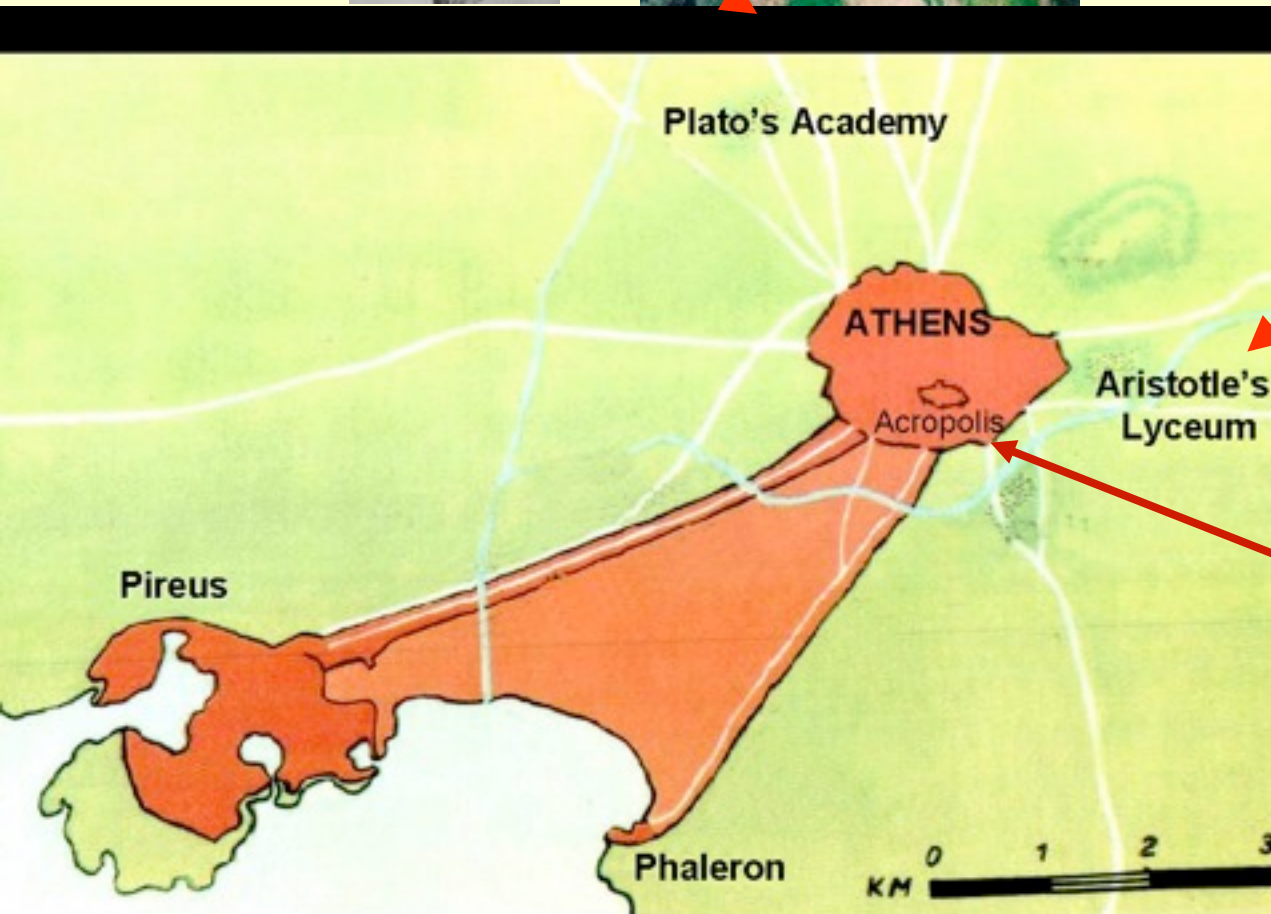 Plato's Academy
ATHENS
Aristotle's
Lyceum
Acropolis
Pireus
Phaleron
KM 0 1 2 3